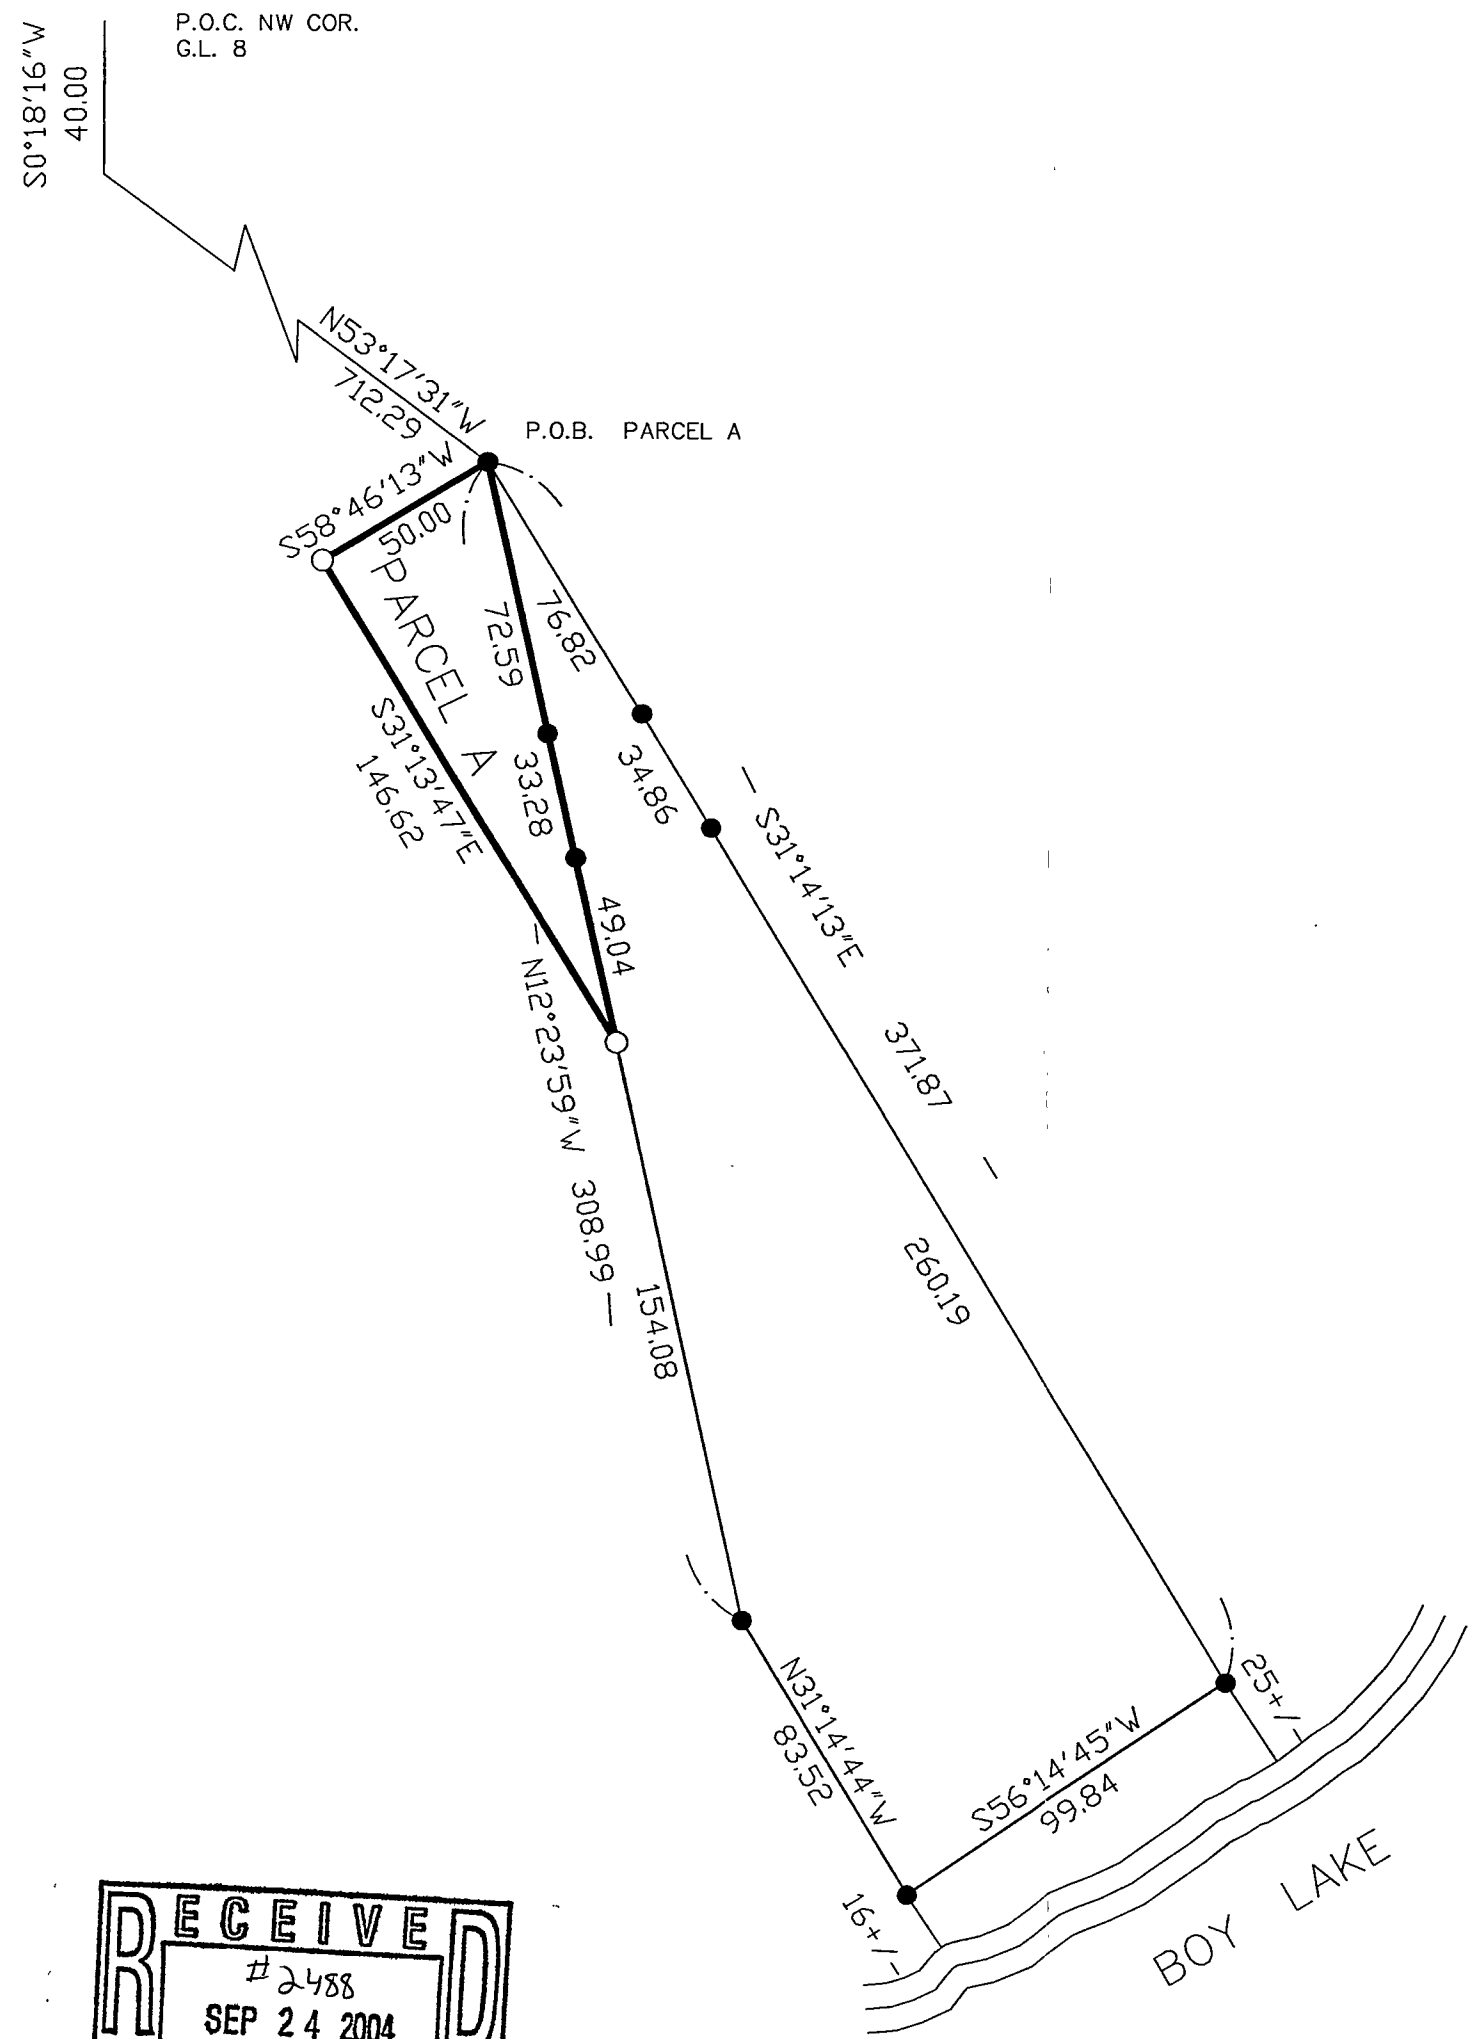 S0°18'16"W
40.00
P.O.C. NW COR.
G.L. 8
N53°17'31"W
712.29
P.O.B. PARCEL A
S58°46'13"W
50.00
PARCEL A
72.59
76.82
S31°13'47"E
146.62
33.28
34.86
S31°14'13"E
49.04
N12°23'59"W 308.99
371.87
260.19
154.08
N31°14'44"W
83.52
25+/-
S56°14'45"W
99.84
16+/-
BOY LAKE
RECEIVED
#2488
SEP 24 2004